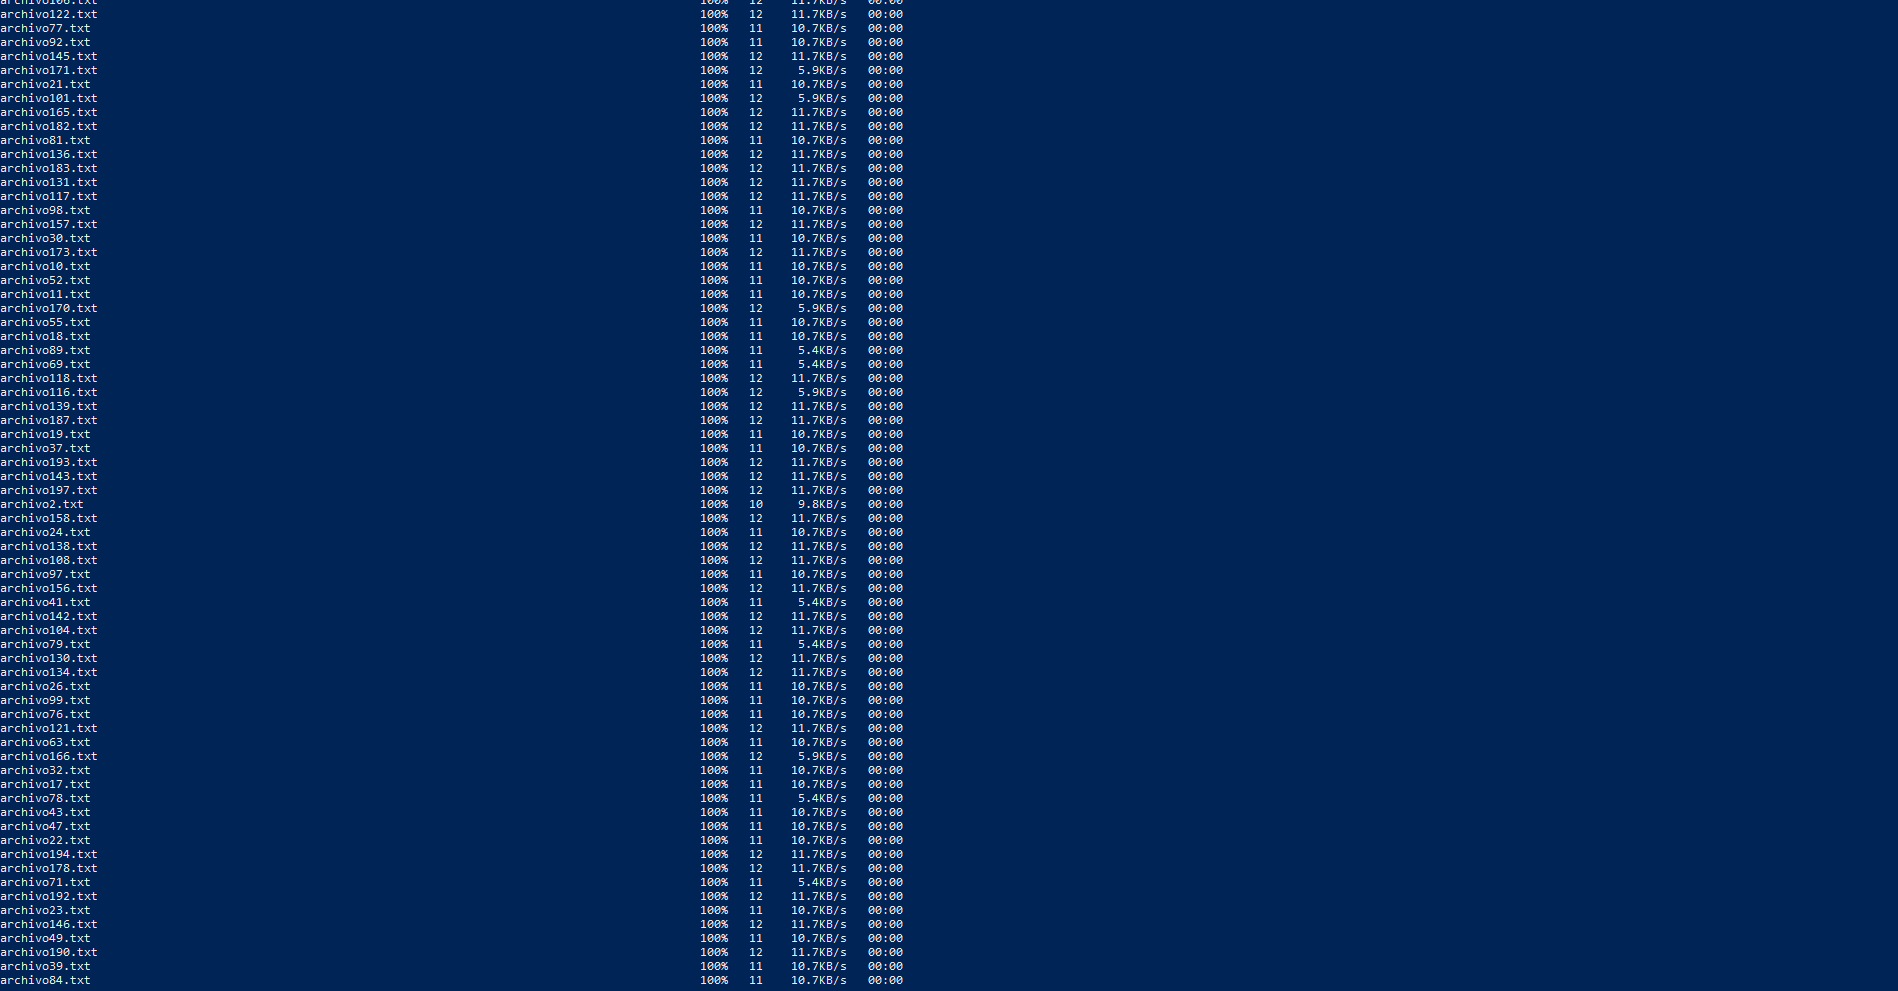 archivo106.txt 100% 12 11.7KB/s 00:00
archivo122.txt 100% 12 11.7KB/s 00:00
archivo77.txt 100% 11 10.7KB/s 00:00
archivo92.txt 100% 11 10.7KB/s 00:00
archivo145.txt 100% 12 11.7KB/s 00:00
archivo171.txt 100% 12 5.9KB/s 00:00
archivo21.txt 100% 11 10.7KB/s 00:00
archivo101.txt 100% 12 5.9KB/s 00:00
archivo165.txt 100% 12 11.7KB/s 00:00
archivo182.txt 100% 12 11.7KB/s 00:00
archivo81.txt 100% 11 10.7KB/s 00:00
archivo136.txt 100% 12 11.7KB/s 00:00
archivo183.txt 100% 12 11.7KB/s 00:00
archivo131.txt 100% 12 11.7KB/s 00:00
archivo117.txt 100% 12 11.7KB/s 00:00
archivo98.txt 100% 11 10.7KB/s 00:00
archivo157.txt 100% 12 11.7KB/s 00:00
archivo30.txt 100% 11 10.7KB/s 00:00
archivo173.txt 100% 12 11.7KB/s 00:00
archivo10.txt 100% 11 10.7KB/s 00:00
archivo52.txt 100% 11 10.7KB/s 00:00
archivo11.txt 100% 11 10.7KB/s 00:00
archivo170.txt 100% 12 5.9KB/s 00:00
archivo55.txt 100% 11 10.7KB/s 00:00
archivo18.txt 100% 11 10.7KB/s 00:00
archivo89.txt 100% 11 5.4KB/s 00:00
archivo69.txt 100% 11 5.4KB/s 00:00
archivo118.txt 100% 12 11.7KB/s 00:00
archivo116.txt 100% 12 5.9KB/s 00:00
archivo139.txt 100% 12 11.7KB/s 00:00
archivo187.txt 100% 12 11.7KB/s 00:00
archivo19.txt 100% 11 10.7KB/s 00:00
archivo37.txt 100% 11 10.7KB/s 00:00
archivo193.txt 100% 12 11.7KB/s 00:00
archivo143.txt 100% 12 11.7KB/s 00:00
archivo197.txt 100% 12 11.7KB/s 00:00
archivo2.txt 100% 10 9.8KB/s 00:00
archivo158.txt 100% 12 11.7KB/s 00:00
archivo24.txt 100% 11 10.7KB/s 00:00
archivo138.txt 100% 12 11.7KB/s 00:00
archivo108.txt 100% 12 11.7KB/s 00:00
archivo97.txt 100% 11 10.7KB/s 00:00
archivo156.txt 100% 12 11.7KB/s 00:00
archivo41.txt 100% 11 5.4KB/s 00:00
archivo142.txt 100% 12 11.7KB/s 00:00
archivo104.txt 100% 12 11.7KB/s 00:00
archivo79.txt 100% 11 5.4KB/s 00:00
archivo130.txt 100% 12 11.7KB/s 00:00
archivo134.txt 100% 12 11.7KB/s 00:00
archivo26.txt 100% 11 10.7KB/s 00:00
archivo99.txt 100% 11 10.7KB/s 00:00
archivo76.txt 100% 11 10.7KB/s 00:00
archivo121.txt 100% 12 11.7KB/s 00:00
archivo63.txt 100% 11 10.7KB/s 00:00
archivo166.txt 100% 12 5.9KB/s 00:00
archivo32.txt 100% 11 10.7KB/s 00:00
archivo17.txt 100% 11 10.7KB/s 00:00
archivo78.txt 100% 11 5.4KB/s 00:00
archivo43.txt 100% 11 10.7KB/s 00:00
archivo47.txt 100% 11 10.7KB/s 00:00
archivo22.txt 100% 11 10.7KB/s 00:00
archivo194.txt 100% 12 11.7KB/s 00:00
archivo178.txt 100% 12 11.7KB/s 00:00
archivo71.txt 100% 11 5.4KB/s 00:00
archivo192.txt 100% 12 11.7KB/s 00:00
archivo23.txt 100% 11 10.7KB/s 00:00
archivo146.txt 100% 12 11.7KB/s 00:00
archivo49.txt 100% 11 10.7KB/s 00:00
archivo190.txt 100% 12 11.7KB/s 00:00
archivo39.txt 100% 11 10.7KB/s 00:00
archivo84.txt 100% 11 10.7KB/s 00:00